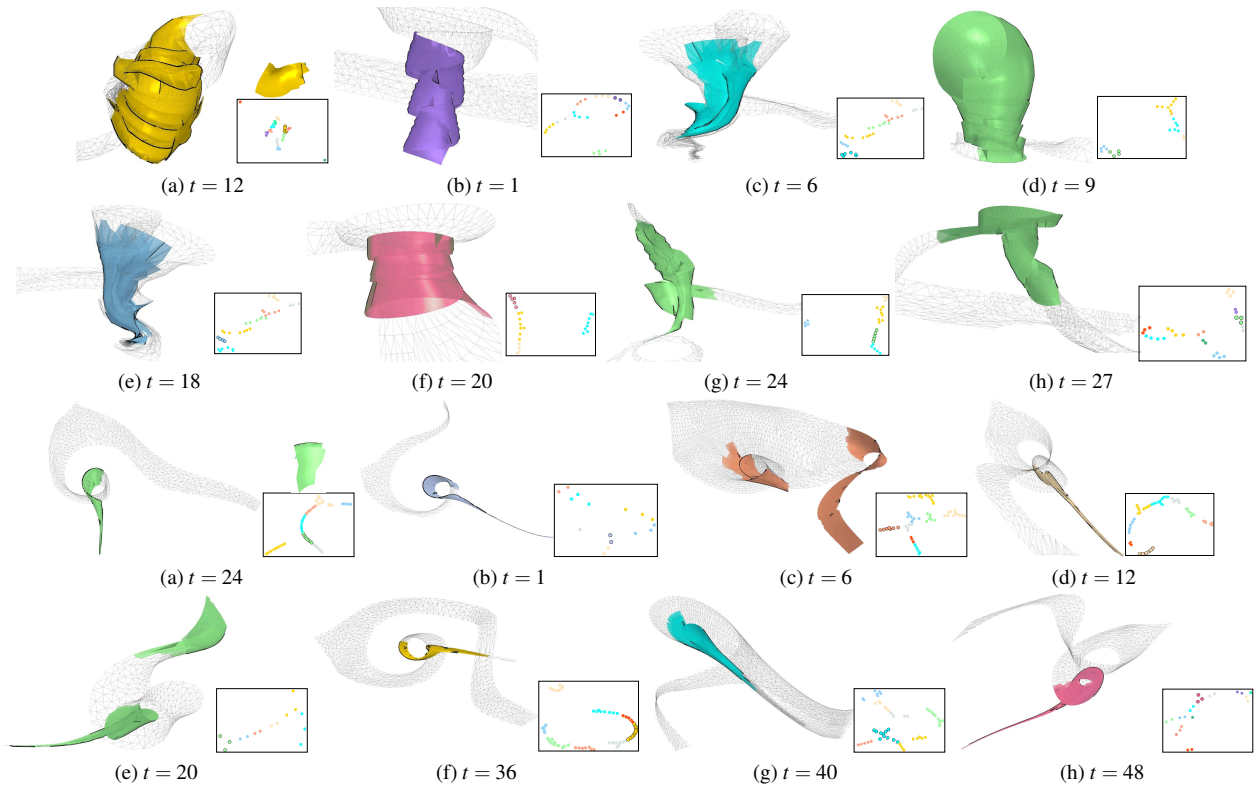 (a) t = 12
(b) t = 1
(c) t = 6
(d) t = 9
(e) t = 18
(f) t = 20
(g) t = 24
(h) t = 27
(a) t = 24
(b) t = 1
(c) t = 6
(d) t = 12
(e) t = 20
(f) t = 36
(g) t = 40
(h) t = 48